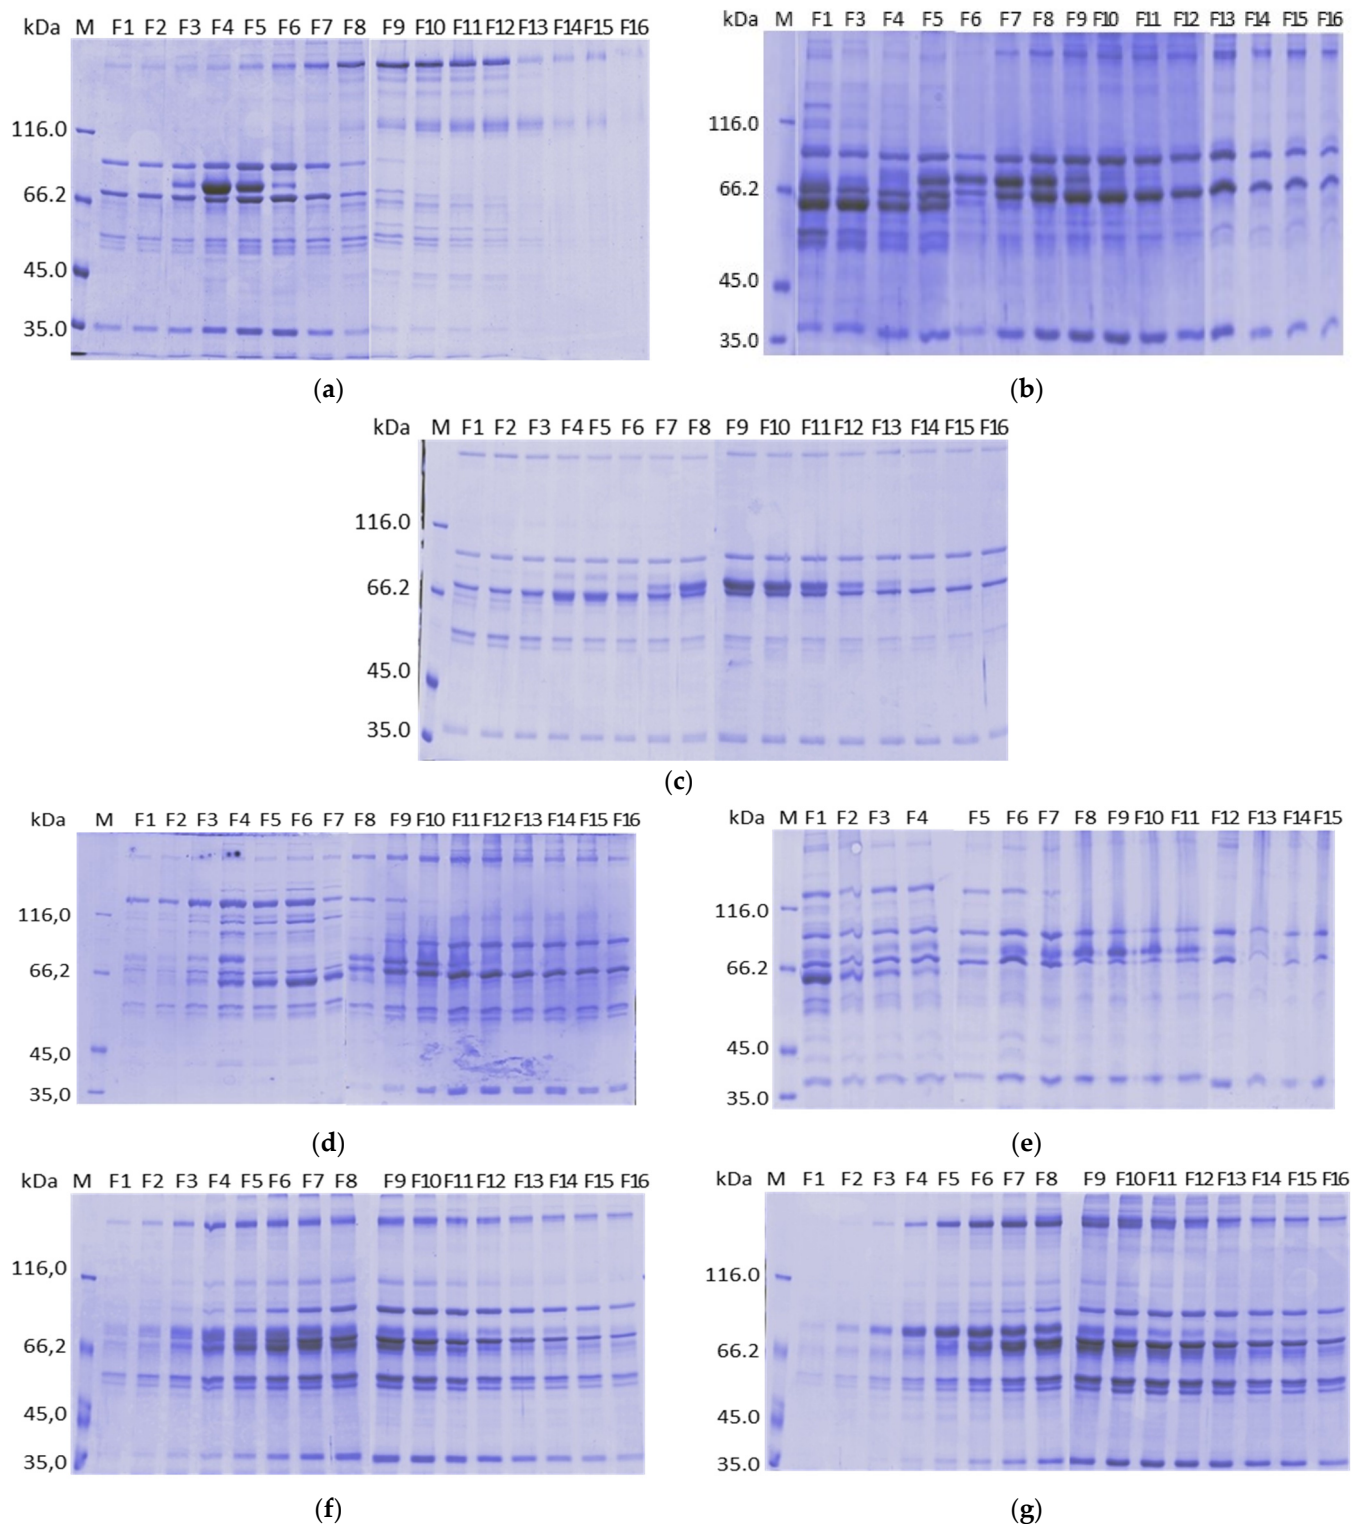 kDa M F1 F2 F3 F4 F5 F6 F7 F8 F9 F10 F11 F12 F13 F14 F15 F16
116.0
66.2
45.0
35.0
(a)
kDa M F1 F3 F4 F5 F6 F7 F8 F9 F10 F11 F12 F13 F14 F15 F16
116.0
66.2
45.0
35.0
(b)
kDa M F1 F2 F3 F4 F5 F6 F7 F8 F9 F10 F11 F12 F13 F14 F15 F16
116.0
66.2
45.0
35.0
(c)
kDa M F1 F2 F3 F4 F5 F6 F7 F8 F9 F10 F11 F12 F13 F14 F15 F16
116,0
66,2
45,0
35,0
(d)
kDa M F1 F2 F3 F4 F5 F6 F7 F8 F9 F10 F11 F12 F13 F14 F15
116.0
66.2
45.0
35.0
(e)
kDa M F1 F2 F3 F4 F5 F6 F7 F8 F9 F10 F11 F12 F13 F14 F15 F16
116,0
66,2
45,0
35,0
(f)
kDa M F1 F2 F3 F4 F5 F6 F7 F8 F9 F10 F11 F12 F13 F14 F15 F16
116.0
66.2
45.0
35.0
(g)